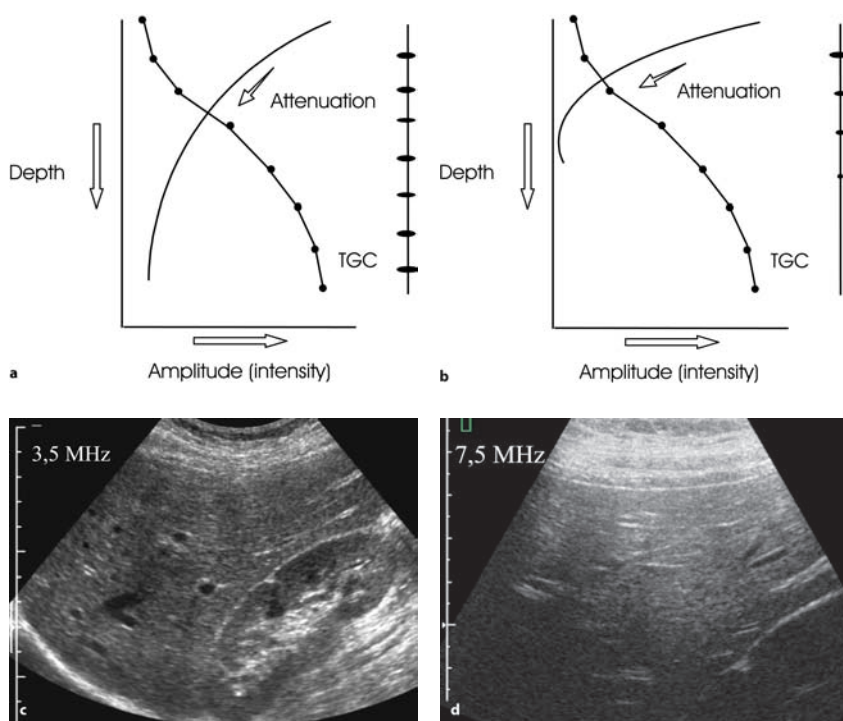 Attenuation
Depth
TGC
a
Amplitude (intensity)
Attenuation
Depth
TGC
b
Amplitude (intensity)
3,5 MHz
c
7,5 MHz
d